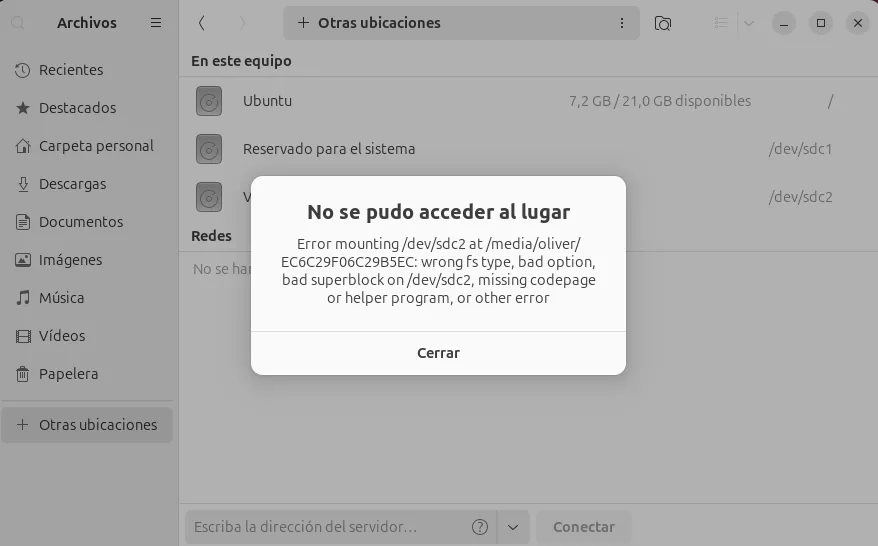 Archivos
Otras ubicaciones
Recientes
Destacados
Carpeta personal
Descargas
Documentos
Imágenes
Música
Vídeos
Papelera
Otras ubicaciones
En este equipo
Ubuntu 7,2 GB / 21,0 GB disponibles /
Reservado para el sistema /dev/sdc1
/dev/sdc2
Redes
No se
No se pudo acceder al lugar
Error mounting /dev/sdc2 at /media/oliver/
EC6C29F06C29B5EC: wrong fs type, bad option,
bad superblock on /dev/sdc2, missing codepage
or helper program, or other error
Cerrar
Escriba la dirección del servidor…
Conectar